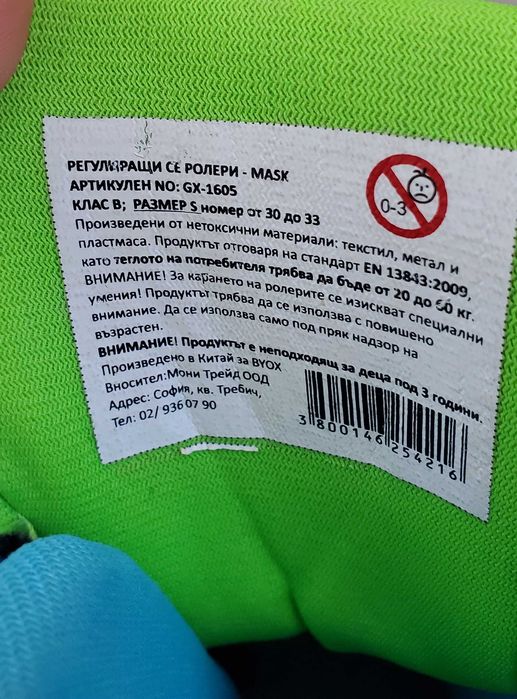 РЕГУЛИРАЩИ СЕ РОЛЕРИ - MASK
АРТИКУЛЕН NO: GX-1605
КЛАС B; РАЗМЕР S номер от 30 до 33
Произведени от нетоксични материали: текстил, метал и
пластмаса. Продуктът отговаря на стандарт EN 13843:2009,
като теглото на потребителя трябва да бъде от 20 до 60 кг.
ВНИМАНИЕ! За карането на ролерите се изискват специални
умения! Продуктът трябва да се използва с повишено
внимание. Да се използва само под пряк надзор на
възрастен.
ВНИМАНИЕ! Продуктът е неподходящ за деца под 3 години.
Произведено в Китай за BYOX
Вносител:Мони Трейд ООД
Адрес: София, кв. Требич,
Тел: 02/ 936 07 90
0-3
3 800146 254216